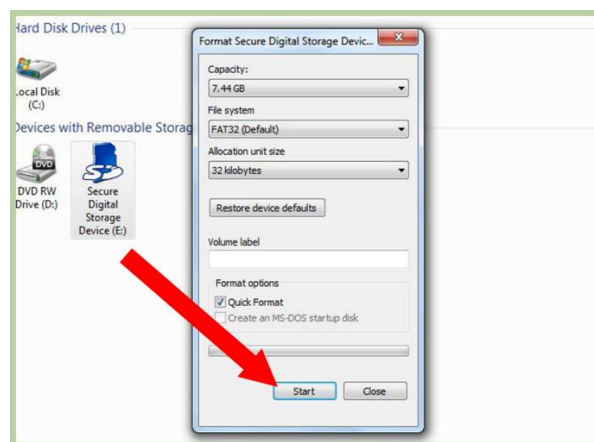 Hard Disk Drives (1)
Local Disk
(C:)
Devices with Removable Storag
DVD
DVD RW
Drive (D:)
Secure
Digital
Storage
Device (E:)
Format Secure Digital Storage Devic...
Capacity:
7.44 GB
File system
FAT32 (Default)
Allocation unit size
32 kilobytes
Restore device defaults
Volume label
Format options
Quick Format
Create an MS-DOS startup disk
Start
Close